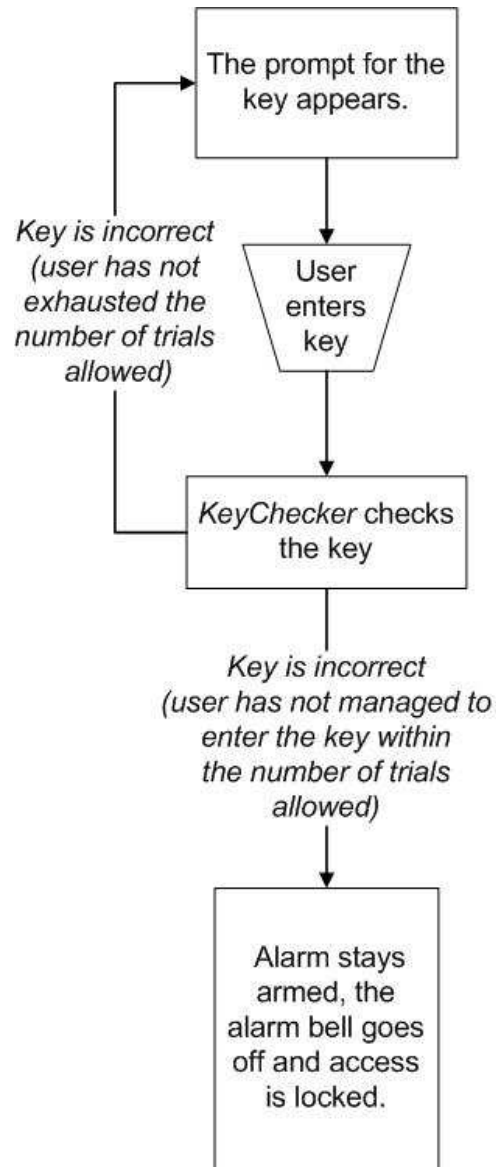 The prompt for the
key appears.
Key is incorrect
(user has not
exhausted the
number of trials
allowed)
User
enters
key
KeyChecker checks
the key
Key is incorrect
(user has not managed to
enter the key within
the number of trials
allowed)
Alarm stays
armed, the
alarm bell goes
off and access
is locked.